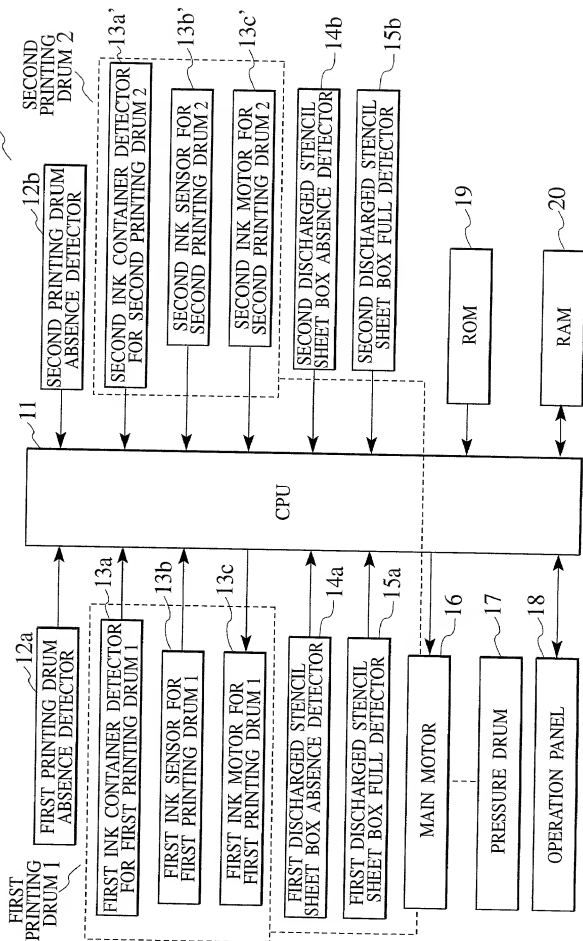 FIRST
PRINTING
DRUM 1
12a
FIRST PRINTING DRUM
ABSENCE DETECTOR
13a
FIRST INK CONTAINER DETECTOR
FOR FIRST PRINTING DRUM 1
13b
FIRST INK SENSOR FOR
FIRST PRINTING DRUM 1
13c
FIRST INK MOTOR FOR
FIRST PRINTING DRUM 1
14a
FIRST DISCHARGED STENCIL
SHEET BOX ABSENCE DETECTOR
15a
FIRST DISCHARGED STENCIL
SHEET BOX FULL DETECTOR
16
MAIN MOTOR
17
PRESSURE DRUM
18
OPERATION PANEL
11
CPU
SECOND
PRINTING
DRUM 2
12b
SECOND PRINTING DRUM
ABSENCE DETECTOR
13a'
SECOND INK CONTAINER DETECTOR
FOR SECOND PRINTING DRUM 2
13b'
SECOND INK SENSOR FOR
SECOND PRINTING DRUM 2
13c'
SECOND INK MOTOR FOR
SECOND PRINTING DRUM 2
14b
SECOND DISCHARGED STENCIL
SHEET BOX ABSENCE DETECTOR
15b
SECOND DISCHARGED STENCIL
SHEET BOX FULL DETECTOR
19
ROM
20
RAM